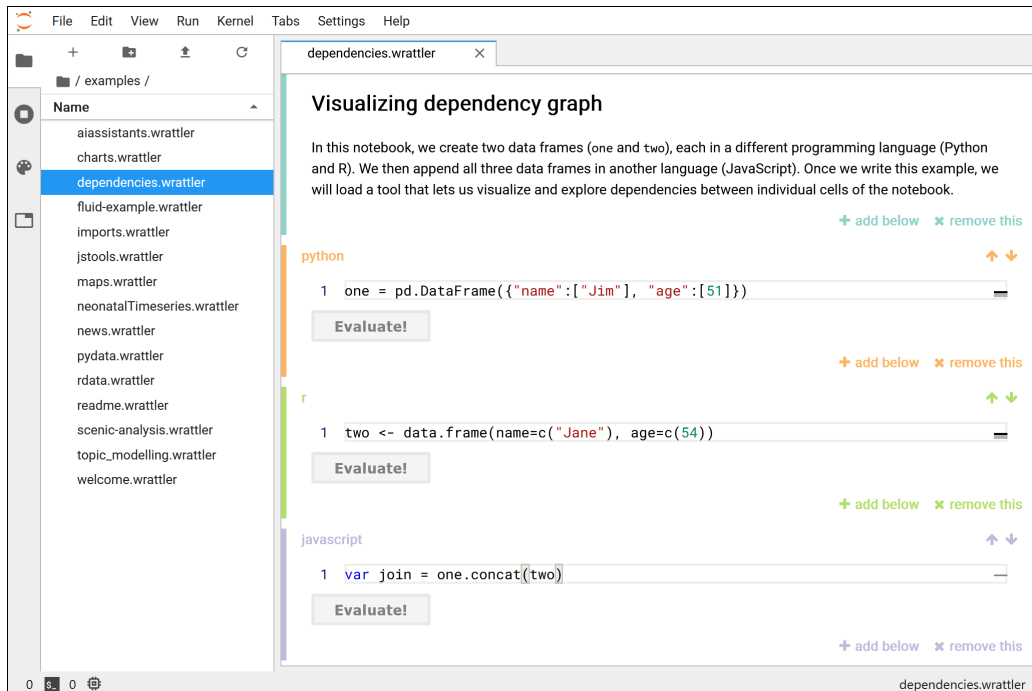 File Edit View Run Kernel Tabs Settings Help
/ examples /
Name
aiassistants.wrattler
charts.wrattler
dependencies.wrattler
fluid-example.wrattler
imports.wrattler
jstools.wrattler
maps.wrattler
neonatalTimeseries.wrattler
news.wrattler
pydata.wrattler
rdata.wrattler
readme.wrattler
scenic-analysis.wrattler
topic_modelling.wrattler
welcome.wrattler
dependencies.wrattler
Visualizing dependency graph
In this notebook, we create two data frames (one and two), each in a different programming language (Python
and R). We then append all three data frames in another language (JavaScript). Once we write this example, we
will load a tool that lets us visualize and explore dependencies between individual cells of the notebook.
add below remove this
python
1 one = pd.DataFrame({"name":["Jim"], "age":[51]})
Evaluate!
add below remove this
r
1 two <- data.frame(name=c("Jane"), age=c(54))
Evaluate!
add below remove this
javascript
1 var join = one.concat(two)
Evaluate!
add below remove this
0 $_ 0 dependencies.wrattler